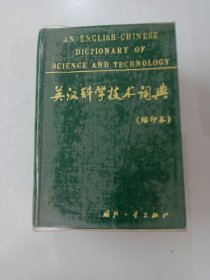 AN ENGLISH-CHINESE
DICTIONARY OF
SCIENCE AND TECHNOLOGY
英汉科学技术词典
(缩印本)
国防工业出版社